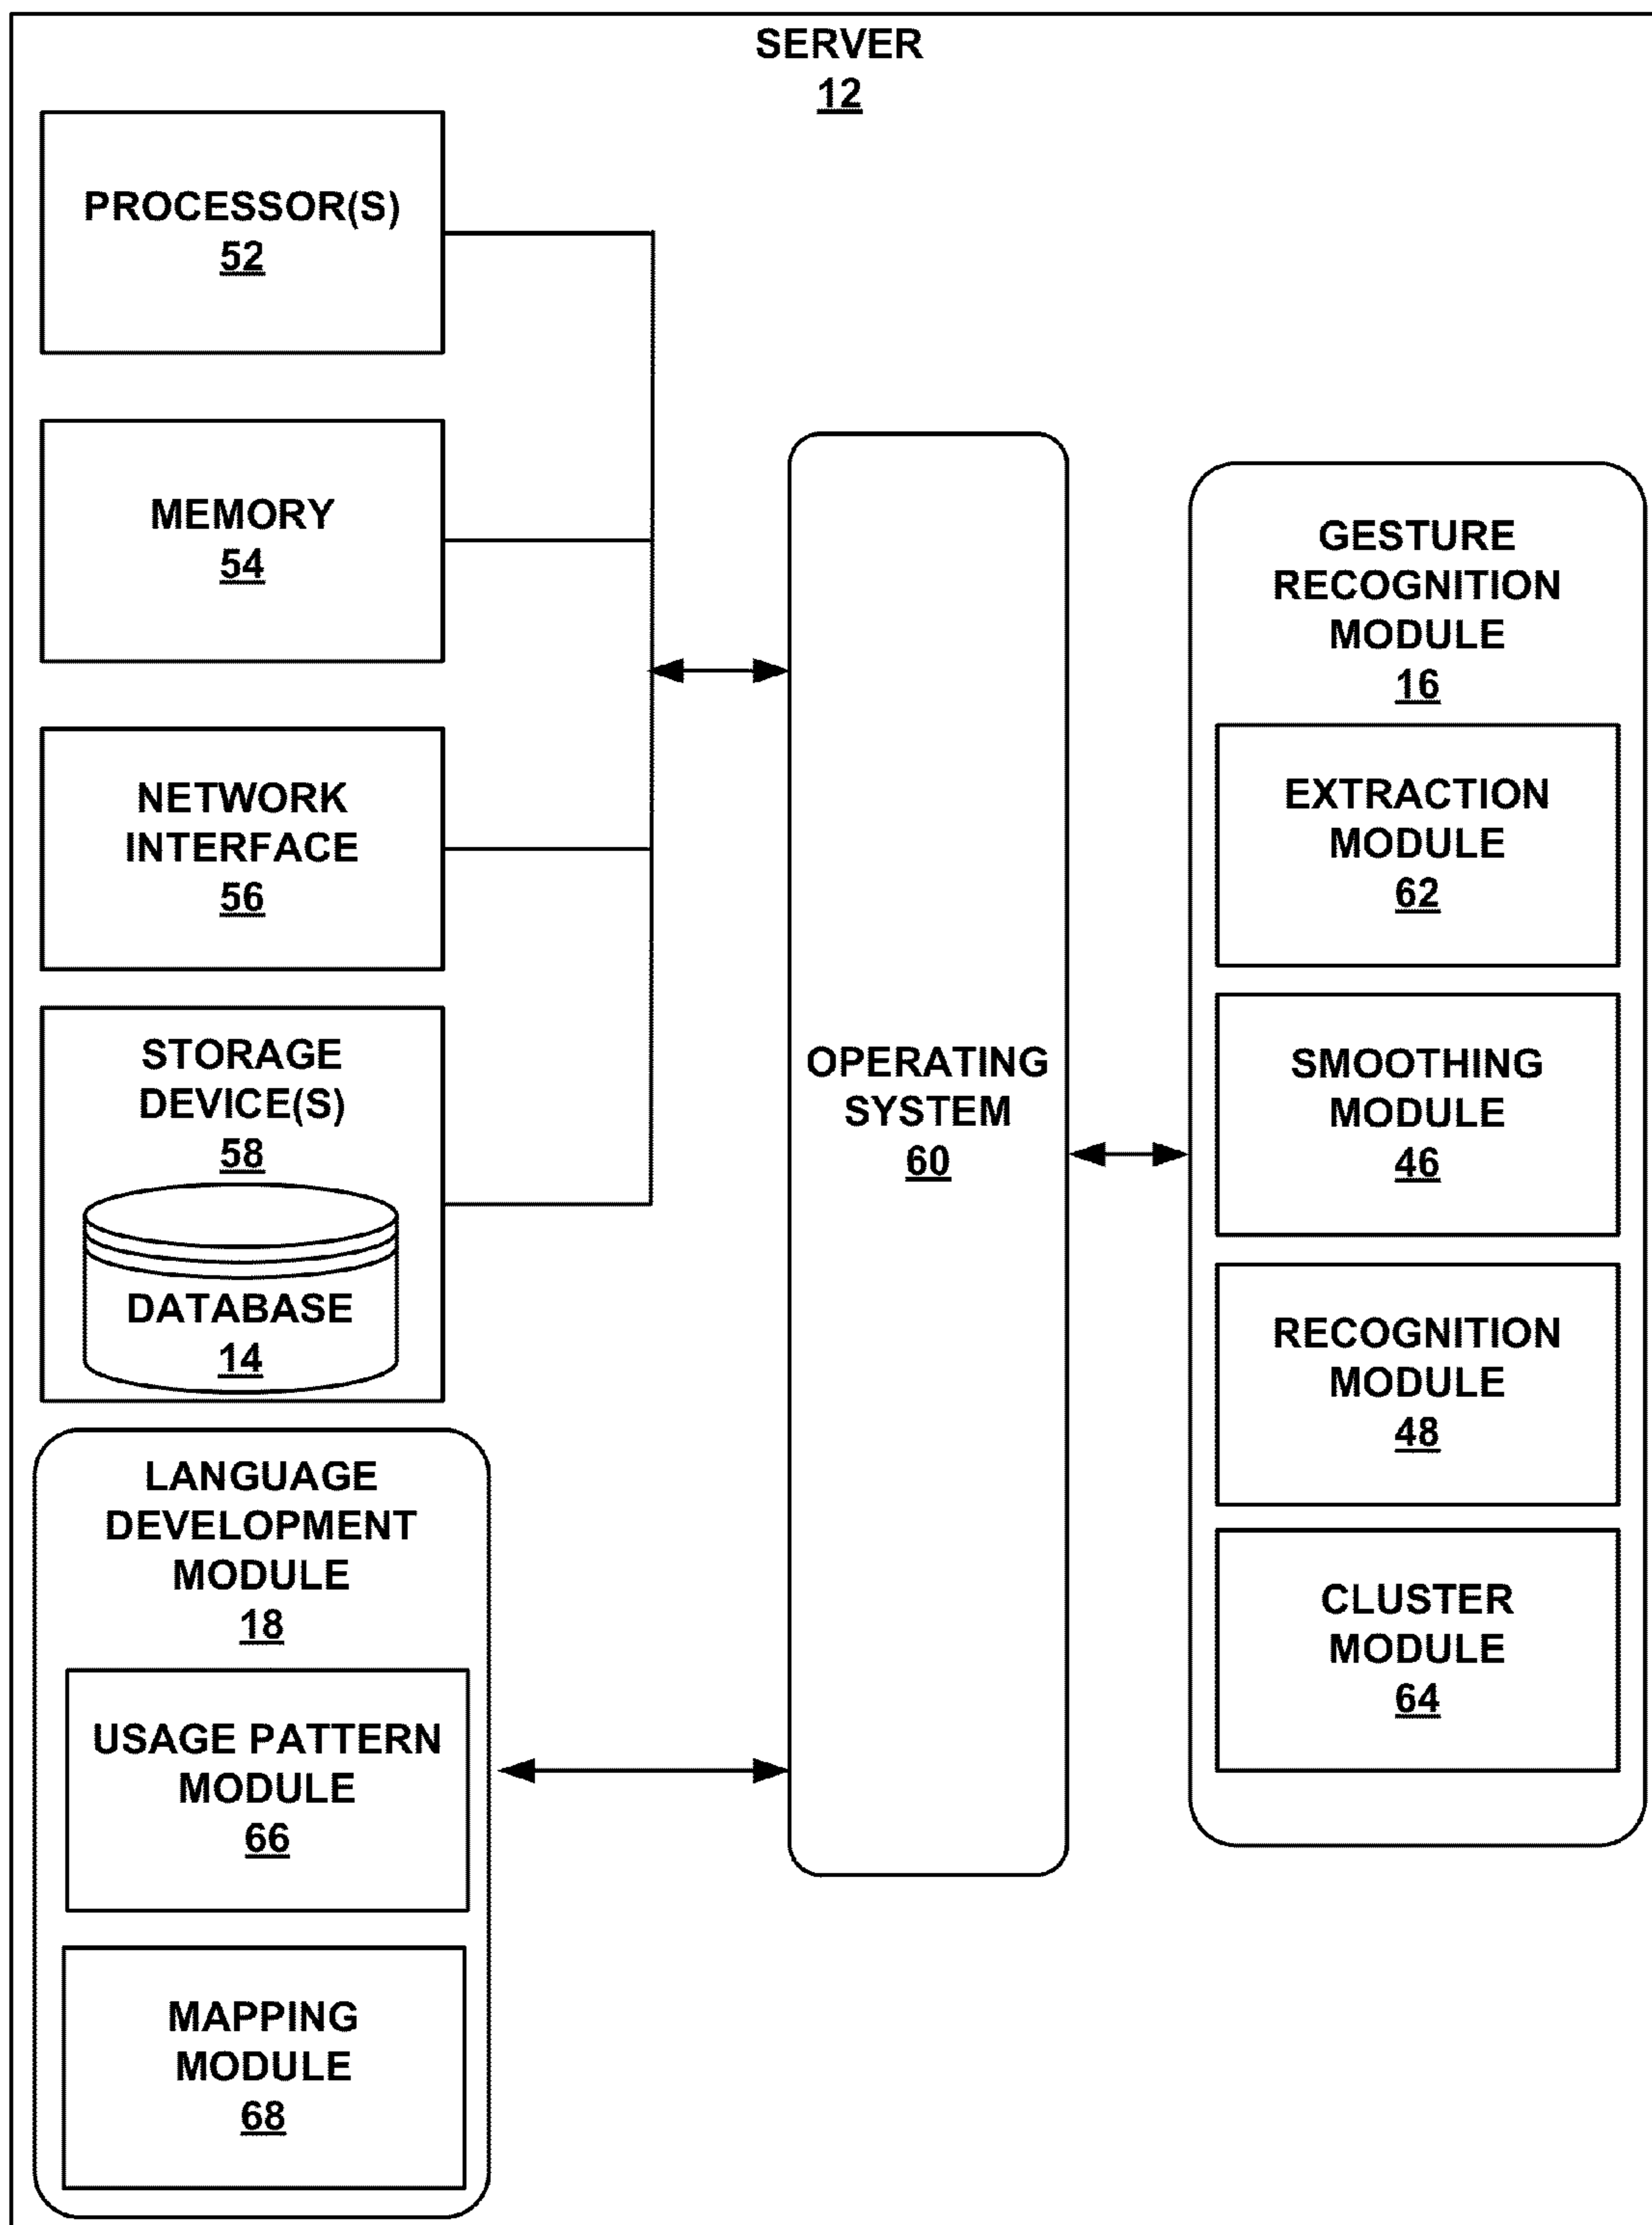 SERVER
12
PROCESSOR(S)
52
MEMORY
54
NETWORK
INTERFACE
56
STORAGE
DEVICE(S)
58
DATABASE
14
LANGUAGE
DEVELOPMENT
MODULE
18
USAGE PATTERN
MODULE
66
MAPPING
MODULE
68
OPERATING
SYSTEM
60
GESTURE
RECOGNITION
MODULE
16
EXTRACTION
MODULE
62
SMOOTHING
MODULE
46
RECOGNITION
MODULE
48
CLUSTER
MODULE
64